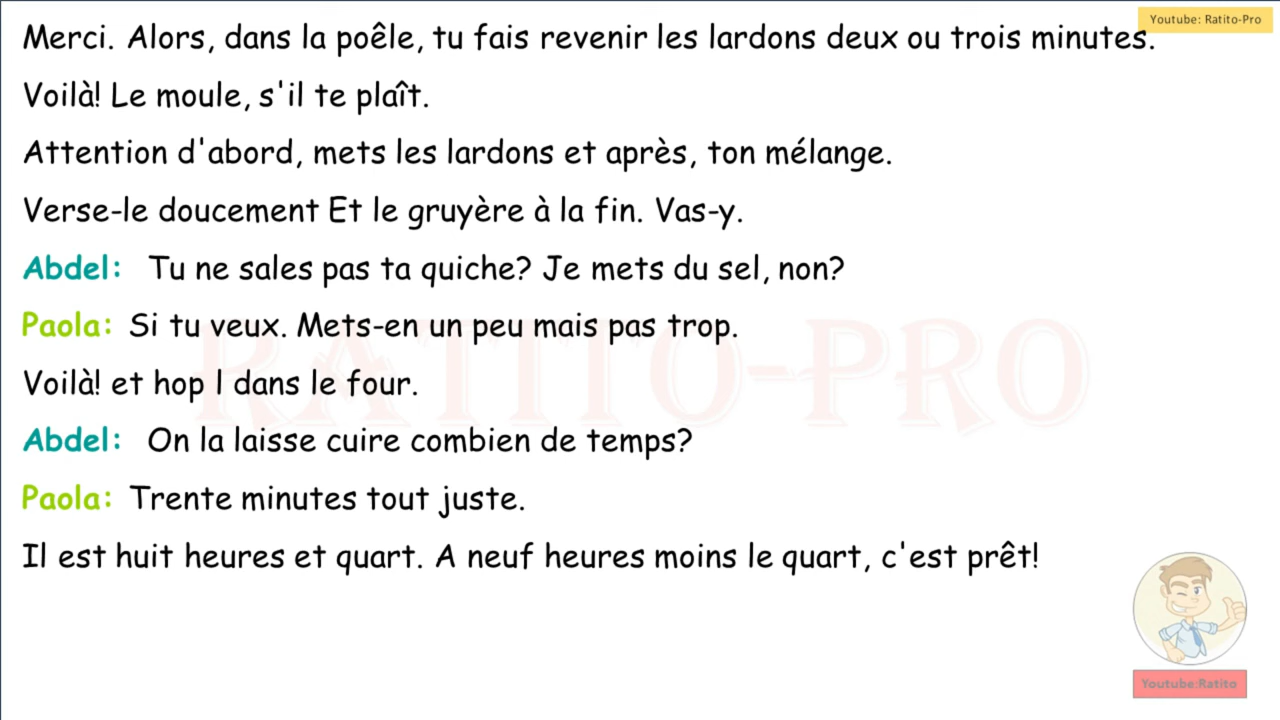 Youtube: Ratito-Pro
Merci. Alors, dans la poêle, tu fais revenir les lardons deux ou trois minutes.
Voilà! Le moule, s'il te plaît.
Attention d'abord, mets les lardons et après, ton mélange.
Verse-le doucement Et le gruyère à la fin. Vas-y.
Abdel: Tu ne sales pas ta quiche? Je mets du sel, non?
Paola: Si tu veux. Mets-en un peu mais pas trop.
RATITO-PRO
Voilà! et hop l dans le four.
Abdel: On la laisse cuire combien de temps?
Paola: Trente minutes tout juste.
Il est huit heures et quart. A neuf heures moins le quart, c'est prêt!
Youtube:Ratito